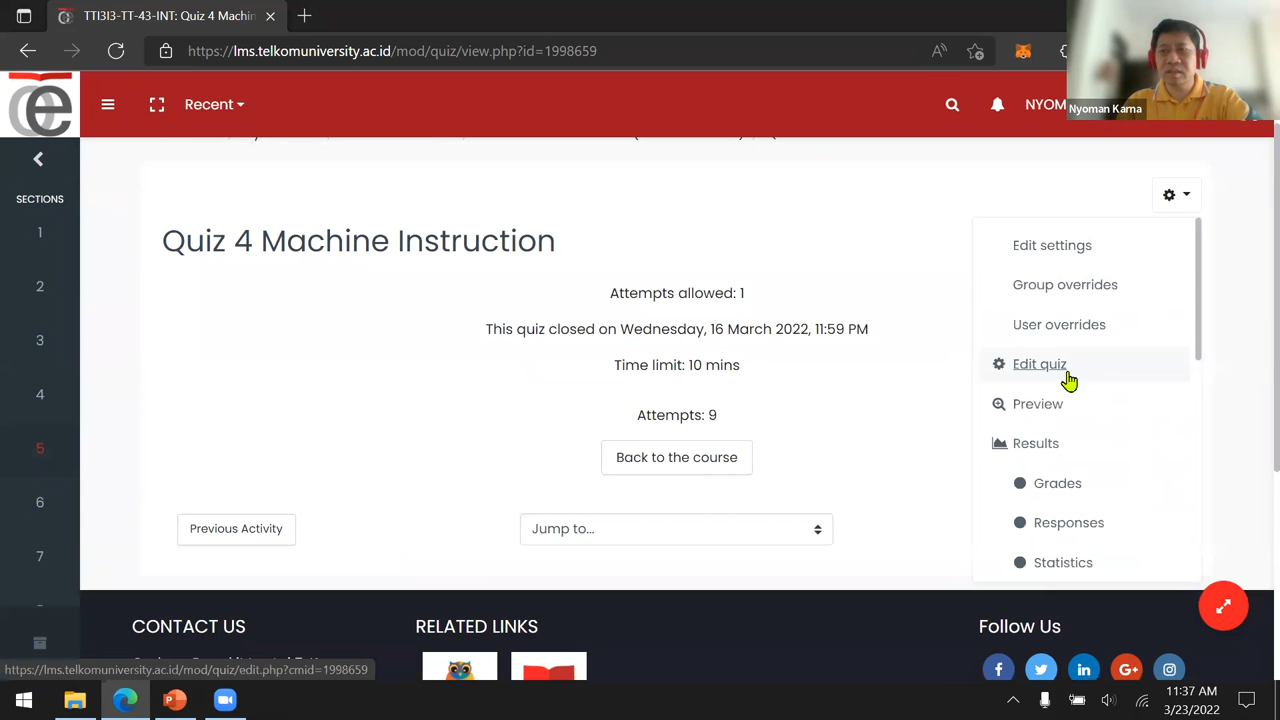 TTI3I3-TT-43-INT: Quiz 4 Machin
https://lms.telkomuniversity.ac.id/mod/quiz/view.php?id=1998659
Nyoman Karna
Recent
NYOM
SECTIONS
1
2
3
4
5
6
7
Quiz 4 Machine Instruction
Attempts allowed: 1
This quiz closed on Wednesday, 16 March 2022, 11:59 PM
Time limit: 10 mins
Attempts: 9
Back to the course
Previous Activity
Jump to...
Edit settings
Group overrides
User overrides
Edit quiz
Preview
Results
Grades
Responses
Statistics
CONTACT US
RELATED LINKS
Follow Us
https://lms.telkomuniversity.ac.id/mod/quiz/edit.php?cmid=1998659
11:37 AM
3/23/2022